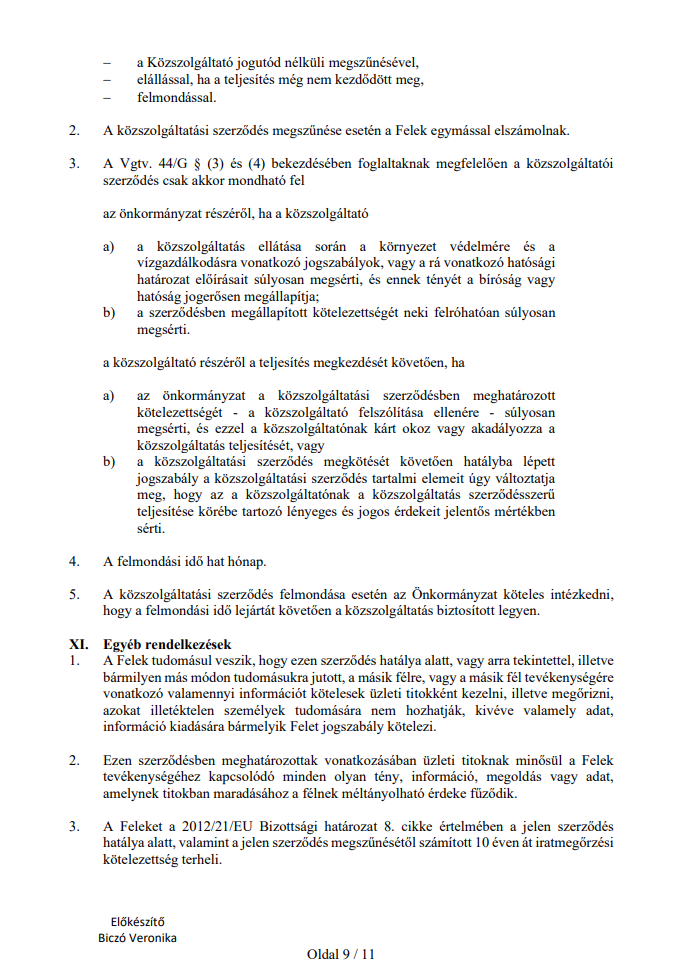 – a Közszolgáltató jogutód nélküli megszűnésével,
– elállással, ha a teljesítés még nem kezdődött meg,
– felmondással.
2. A közszolgáltatási szerződés megszűnése esetén a Felek egymással elszámolnak.
3. A Vgtv. 44/G § (3) és (4) bekezdésében foglaltaknak megfelelően a közszolgáltatói
szerződés csak akkor mondható fel
az önkormányzat részéről, ha a közszolgáltató
a) a közszolgáltatás ellátása során a környezet védelmére és a
vízgazdálkodásra vonatkozó jogszabályok, vagy a rá vonatkozó hatósági
határozat előírásait súlyosan megsérti, és ennek tényét a bíróság vagy
hatóság jogerősen megállapítja;
b) a szerződésben megállapított kötelezettségét neki felróhatóan súlyosan
megsérti.
a közszolgáltató részéről a teljesítés megkezdését követően, ha
a) az önkormányzat a közszolgáltatási szerződésben meghatározott
kötelezettségét - a közszolgáltató felszólítása ellenére - súlyosan
megsérti, és ezzel a közszolgáltatónak kárt okoz vagy akadályozza a
közszolgáltatás teljesítését, vagy
b) a közszolgáltatási szerződés megkötését követően hatályba lépett
jogszabály a közszolgáltatási szerződés tartalmi elemeit úgy változtatja
meg, hogy az a közszolgáltatónak a közszolgáltatás szerződésszerű
teljesítése körébe tartozó lényeges és jogos érdekeit jelentős mértékben
sérti.
4. A felmondási idő hat hónap.
5. A közszolgáltatási szerződés felmondása esetén az Önkormányzat köteles intézkedni,
hogy a felmondási idő lejártát követően a közszolgáltatás biztosított legyen.
XI. Egyéb rendelkezések
1. A Felek tudomásul veszik, hogy ezen szerződés hatálya alatt, vagy arra tekintettel, illetve
bármilyen más módon tudomásukra jutott, a másik félre, vagy a másik fél tevékenységére
vonatkozó valamennyi információt kötelesek üzleti titokként kezelni, illetve megőrizni,
azokat illetéktelen személyek tudomására nem hozhatják, kivéve valamely adat,
információ kiadására bármelyik Felet jogszabály kötelezi.
2. Ezen szerződésben meghatározottak vonatkozásában üzleti titoknak minősül a Felek
tevékenységéhez kapcsolódó minden olyan tény, információ, megoldás vagy adat,
amelynek titokban maradásához a félnek méltányolható érdeke fűződik.
3. A Feleket a 2012/21/EU Bizottsági határozat 8. cikke értelmében a jelen szerződés
hatálya alatt, valamint a jelen szerződés megszűnésétől számított 10 éven át iratmegőrzési
kötelezettség terheli.
Előkészítő
Biczó Veronika
Oldal 9 / 11